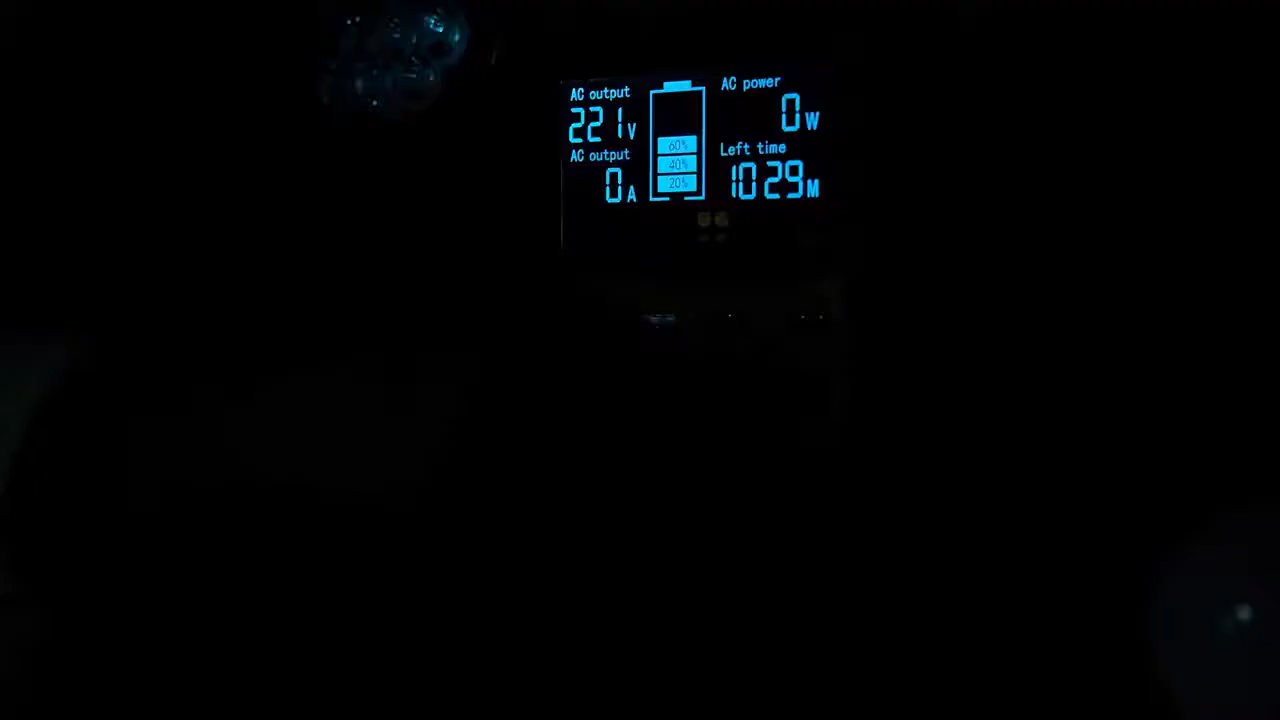 AC output
221V
AC output
0A
60%
40%
20%
AC power
0W
Left time
1029M